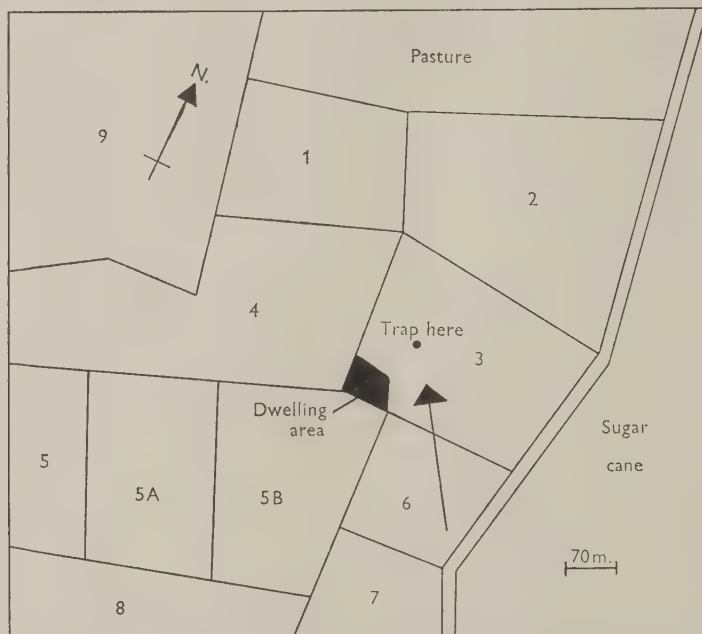 Pasture
N.
9
1
2
4
Trap here
3
Dwelling
area
Sugar
cane
5
5A
5B
6
70m.
7
8